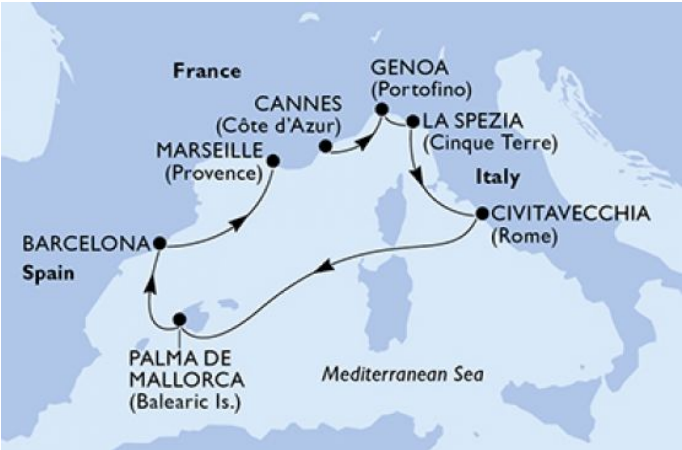 France
GENOA
(Portofino)
CANNES
(Côte d'Azur)
LA SPEZIA
(Cinque Terre)
MARSEILLE
(Provence)
Italy
CIVITAVECCHIA
(Rome)
BARCELONA
Spain
PALMA DE
MALLORCA
(Balearic Is.)
Mediterranean Sea